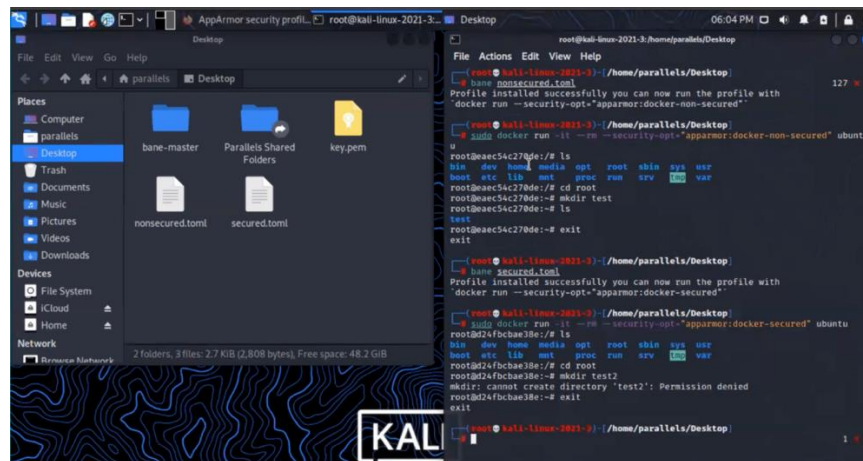 AppArmor security profil...
root@kali-linux-2021-3:...
Desktop
06:04 PM
Desktop
File Edit View Go Help
parallels
Desktop
Places
Computer
parallels
Desktop
Trash
Documents
Music
Pictures
Videos
Downloads
Devices
File System
iCloud
Home
Network
Browse Network
bane-master
Parallels Shared
Folders
key.pem
nonsecured.toml
secured.toml
2 folders, 3 files: 2.7 KiB (2,808 bytes), Free space: 48.2 GiB
KAL
root@kali-linux-2021-3:/home/parallels/Desktop
File Actions Edit View Help
(root💀kali-linux-2021-3)-[/home/parallels/Desktop]
# bane nonsecured.toml 127 ⨯
Profile installed successfully you can now run the profile with
`docker run --security-opt="apparmor:docker-non-secured"`
(root💀kali-linux-2021-3)-[/home/parallels/Desktop]
# sudo docker run -it --rm --security-opt="apparmor:docker-non-secured" ubunt
u
root@eaec54c270de:/# ls
bin dev home media opt root sbin sys usr
boot etc lib mnt proc run srv tmp var
root@eaec54c270de:/# cd root
root@eaec54c270de:~# mkdir test
root@eaec54c270de:~# ls
test
root@eaec54c270de:~# exit
exit
(root💀kali-linux-2021-3)-[/home/parallels/Desktop]
# bane secured.toml
Profile installed successfully you can now run the profile with
`docker run --security-opt="apparmor:docker-secured"`
(root💀kali-linux-2021-3)-[/home/parallels/Desktop]
# sudo docker run -it --rm --security-opt="apparmor:docker-secured" ubuntu
root@d24fbcbae38e:/# ls
bin dev home media opt root sbin sys usr
boot etc lib mnt proc run srv tmp var
root@d24fbcbae38e:/# cd root
root@d24fbcbae38e:~# mkdir test2
mkdir: cannot create directory 'test2': Permission denied
root@d24fbcbae38e:~# exit
exit
(root💀kali-linux-2021-3)-[/home/parallels/Desktop]
# 1 ⨯